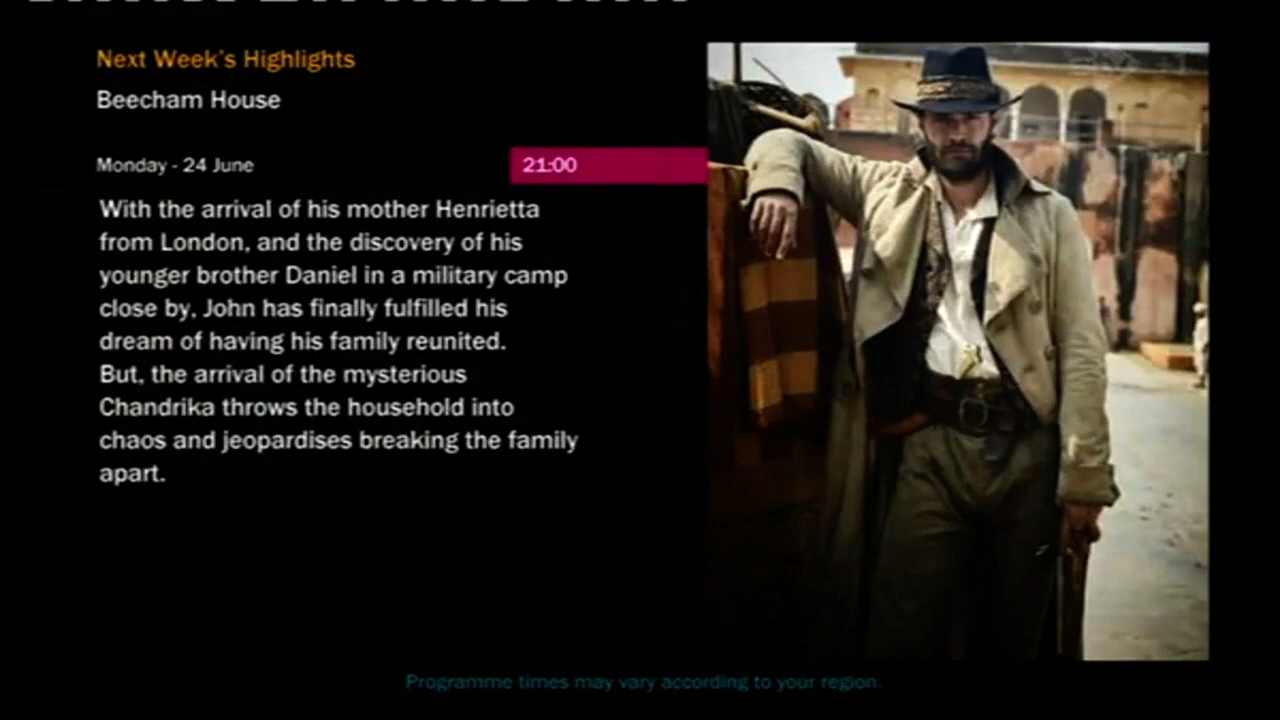 Next Week's Highlights
Beecham House
Monday - 24 June
21:00
With the arrival of his mother Henrietta
from London, and the discovery of his
younger brother Daniel in a military camp
close by, John has finally fulfilled his
dream of having his family reunited.
But, the arrival of the mysterious
Chandrika throws the household into
chaos and jeopardises breaking the family
apart.
Programme times may vary according to your region.